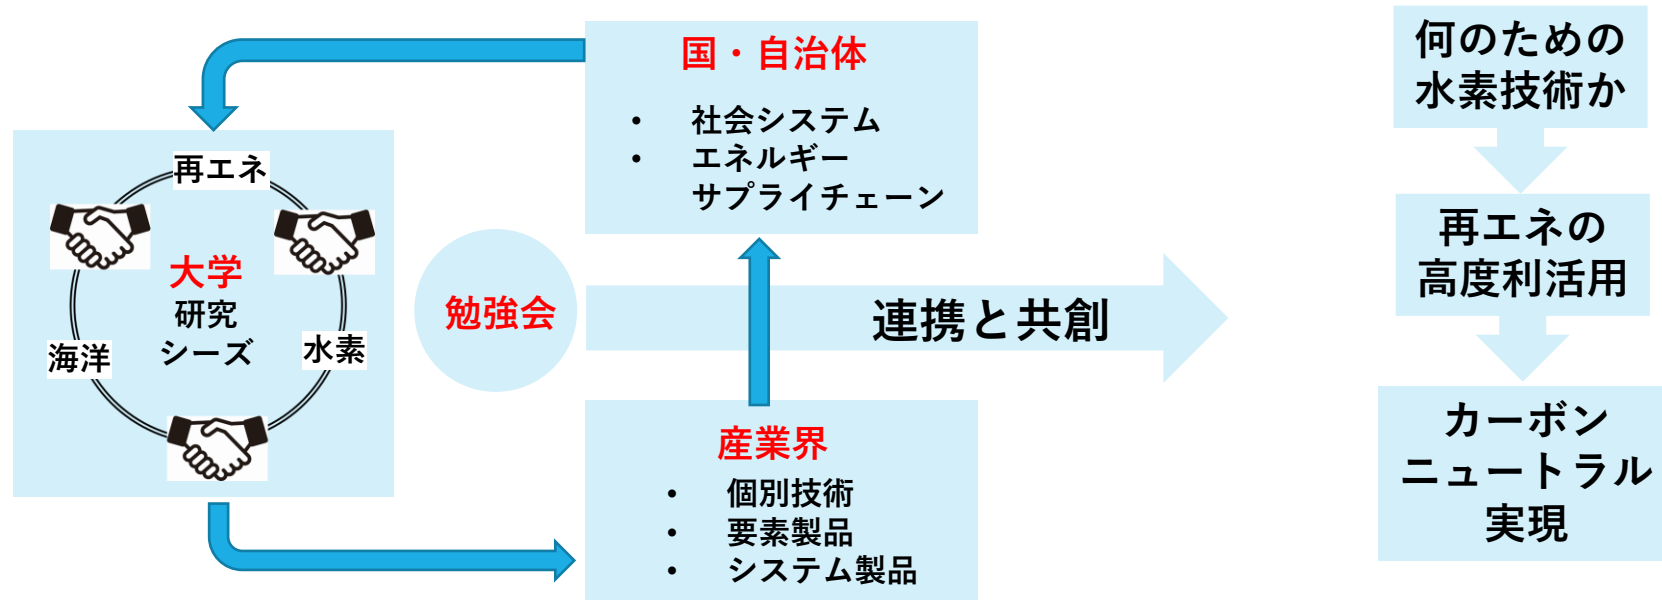 国・自治体
• 社会システム
• エネルギー
サプライチェーン
再エネ
大学
研究
シーズ
海洋
水素
勉強会
連携と共創
産業界
• 個別技術
• 要素製品
• システム製品
何のための
水素技術か
再エネの
高度利活用
カーボン
ニュートラル
実現